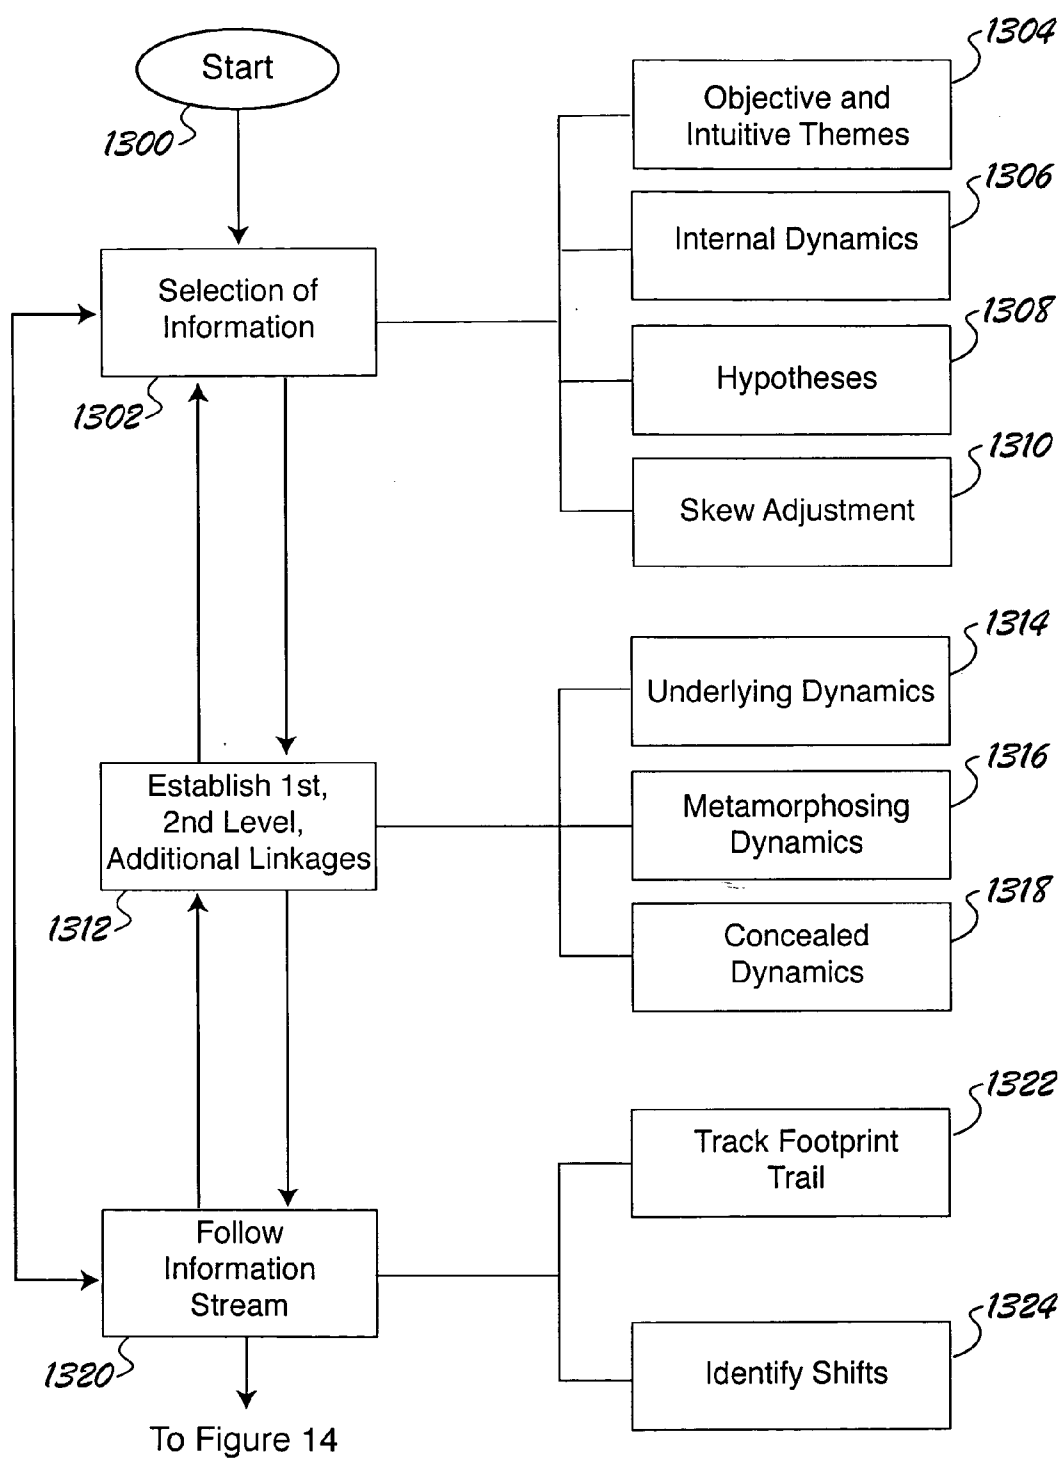 Start
1300
Selection of
Information
1302
Objective and
Intuitive Themes
1304
Internal Dynamics
1306
Hypotheses
1308
Skew Adjustment
1310
Establish 1st,
2nd Level,
Additional Linkages
1312
Underlying Dynamics
1314
Metamorphosing
Dynamics
1316
Concealed
Dynamics
1318
Follow
Information
Stream
1320
Track Footprint
Trail
1322
Identify Shifts
1324
To Figure 14